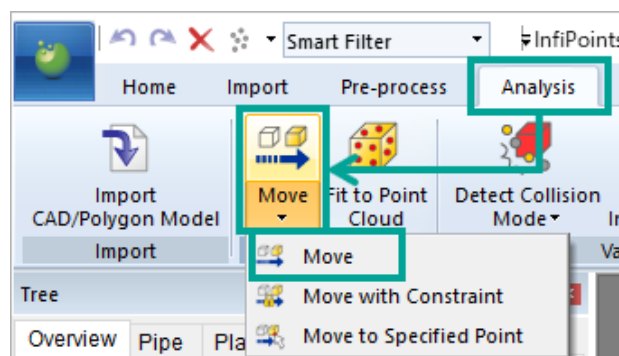 Smart Filter
InfiPoints
Home Import Pre-process Analysis
Import
CAD/Polygon Model
Move
Fit to Point
Cloud
Detect Collision
Mode
Import
Move
Move with Constraint
Move to Specified Point
Tree
Overview Pipe